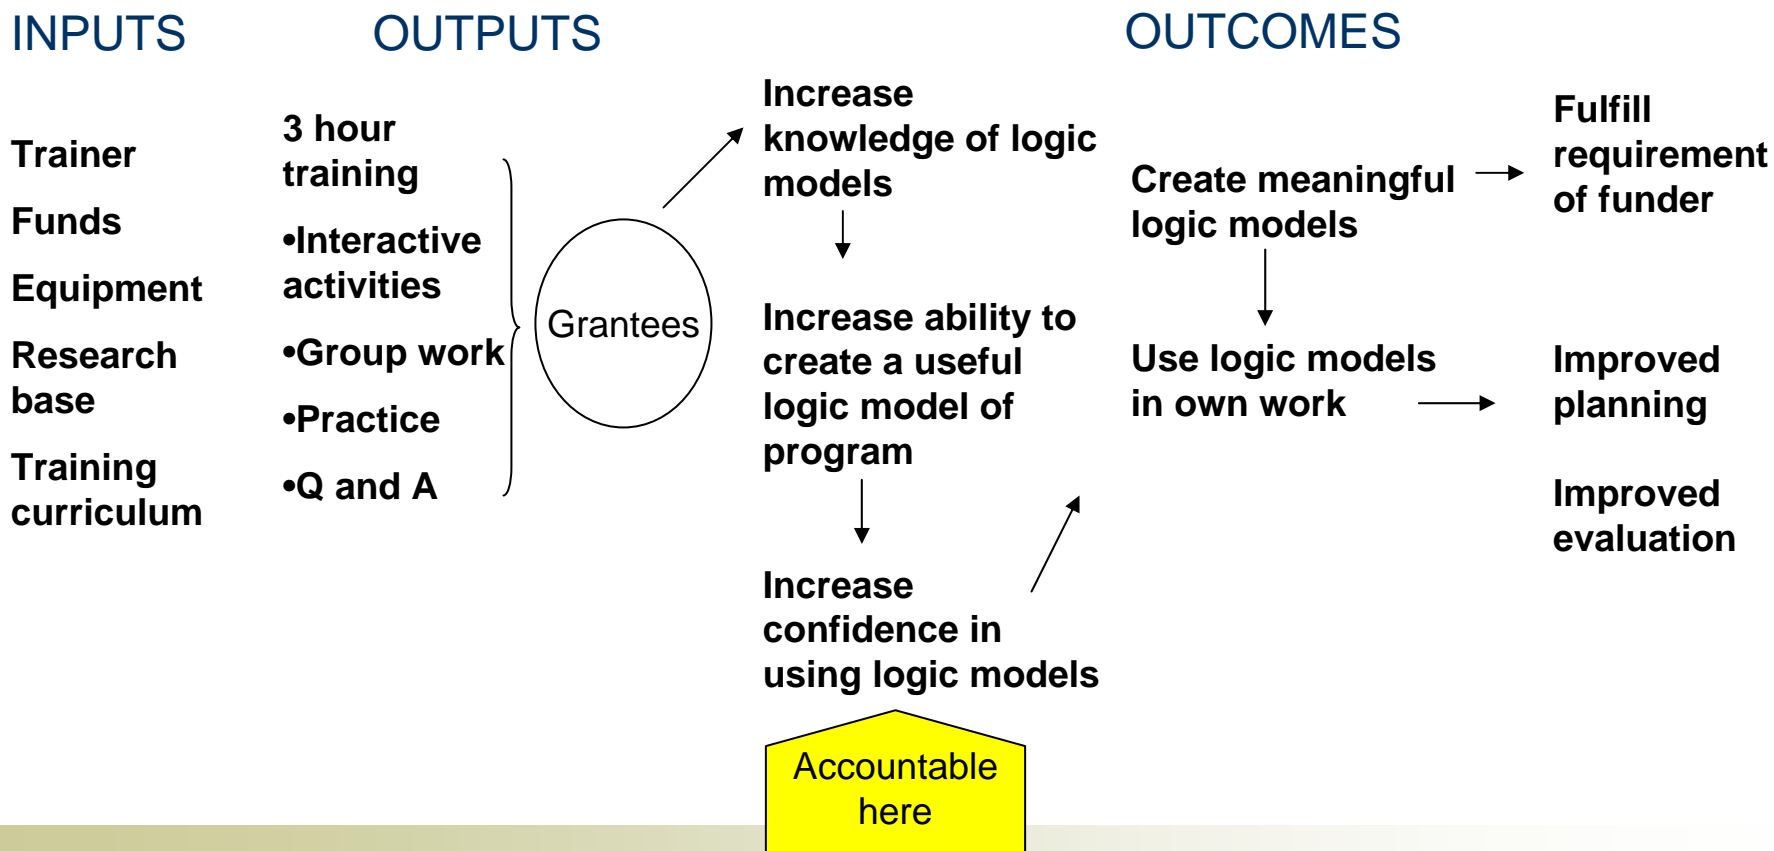 INPUTS
OUTPUTS
OUTCOMES
Trainer
Funds
Equipment
Research
base
Training
curriculum
3 hour
training
•Interactive
activities
•Group work
•Practice
•Q and A
Grantees
Increase
knowledge of logic
models
Increase ability to
create a useful
logic model of
program
Increase
confidence in
using logic models
Accountable
here
Create meaningful
logic models
Use logic models
in own work
Fulfill
requirement
of funder
Improved
planning
Improved
evaluation